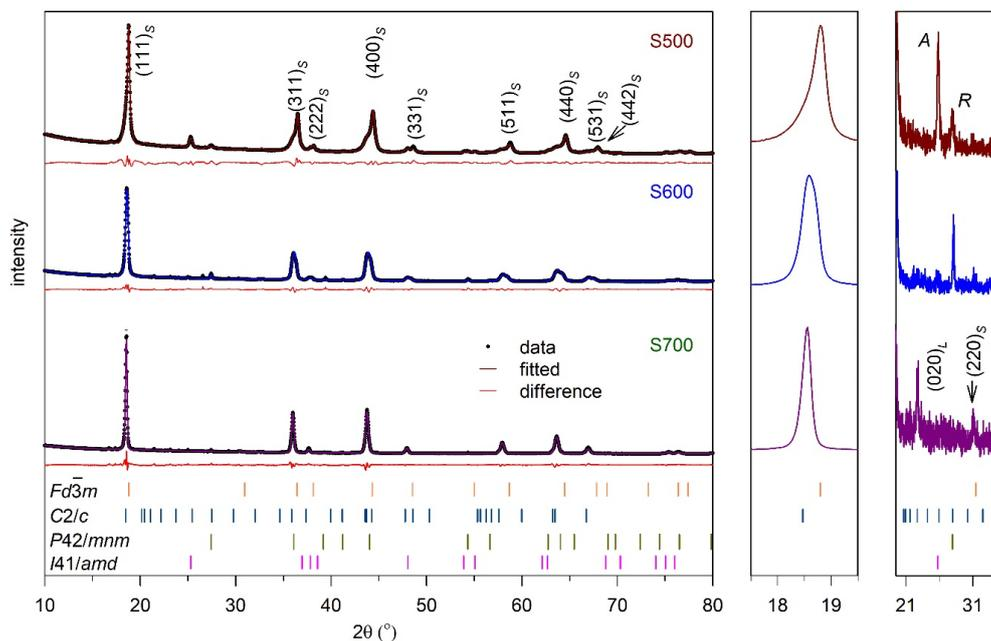 S500
(111)S
(311)S
(222)S
(400)S
(331)S
(511)S
(440)S
(531)S
(442)S
A
R
S600
S700
data
fitted
difference
(020)L
(220)S
intensity
Fd3̅m
C2/c
P42/mnm
I41/amd
10 20 30 40 50 60 70 80
18 19
21 31
2θ (°)